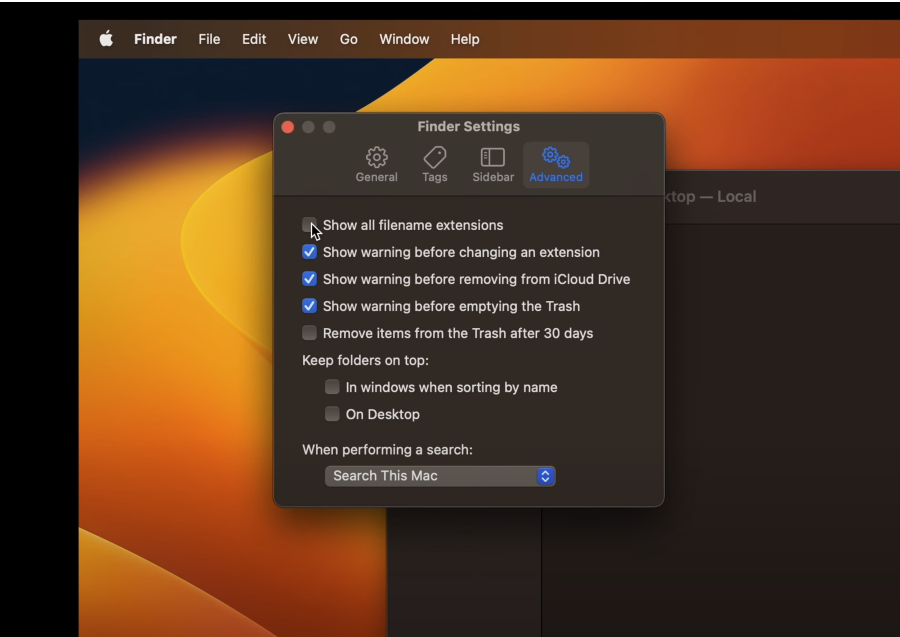 Finder File Edit View Go Window Help
Finder Settings
General Tags Sidebar Advanced
— Local
Show all filename extensions
Show warning before changing an extension
Show warning before removing from iCloud Drive
Show warning before emptying the Trash
Remove items from the Trash after 30 days
Keep folders on top:
In windows when sorting by name
On Desktop
When performing a search:
Search This Mac